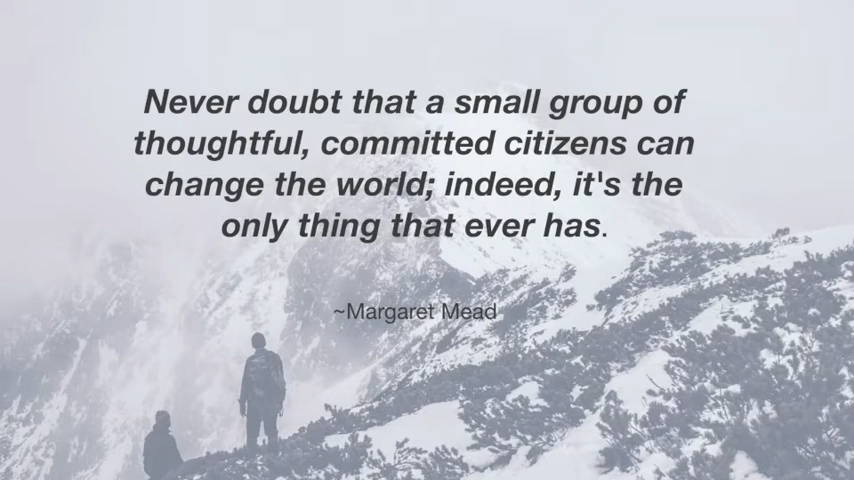 Never doubt that a small group of
thoughtful, committed citizens can
change the world; indeed, it's the
only thing that ever has.
~Margaret Mead